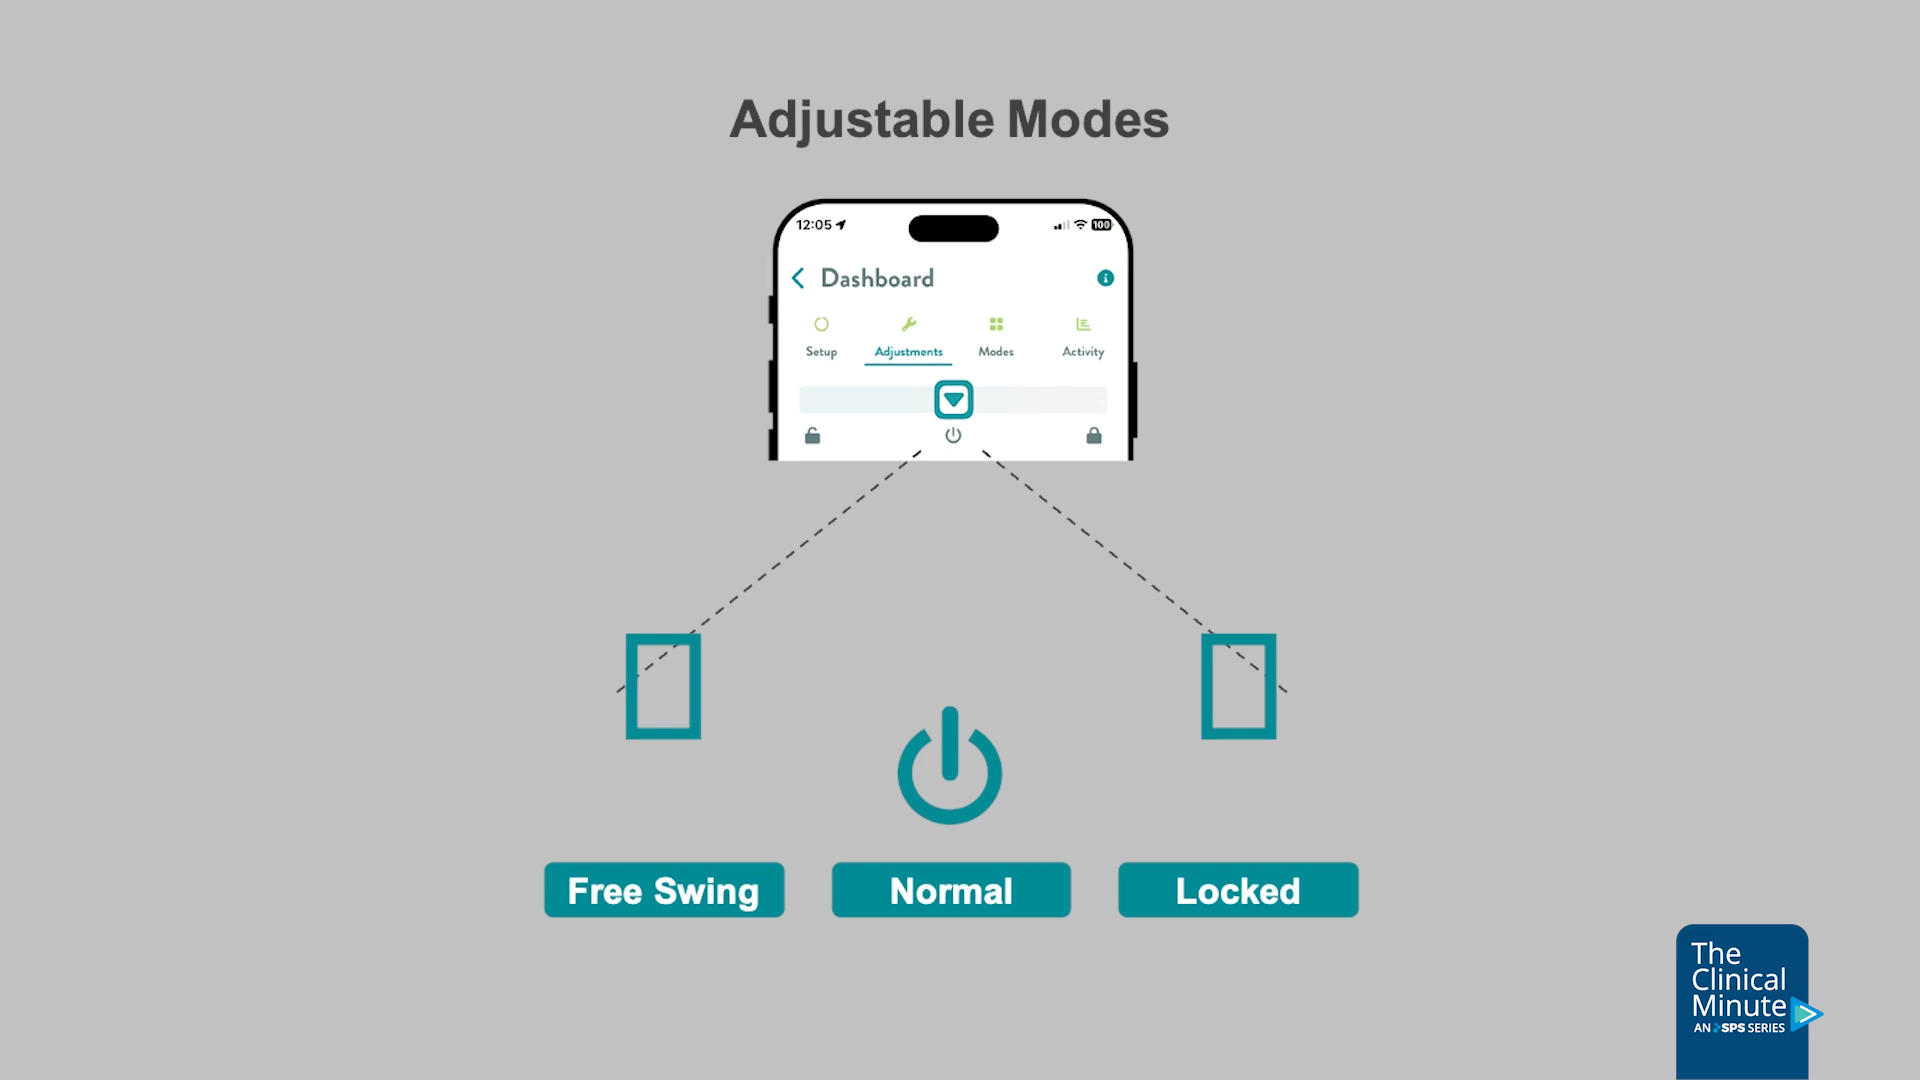 Adjustable Modes
12:05
100
Dashboard
Setup Adjustments Modes Activity
Free Swing Normal Locked
The
Clinical
Minute
AN SPS SERIES